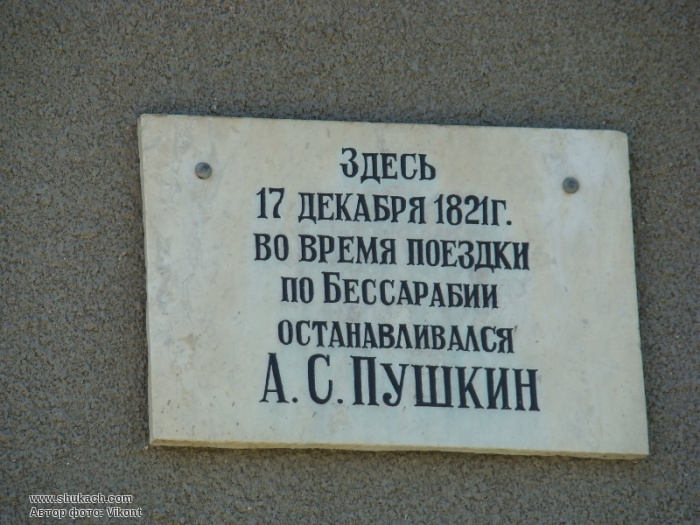 Здесь
17 декабря 1821г.
во время поездки
по Бессарабии
останавливался
А.С.Пушкин
www.shukach.com
Автор фото: Vikont